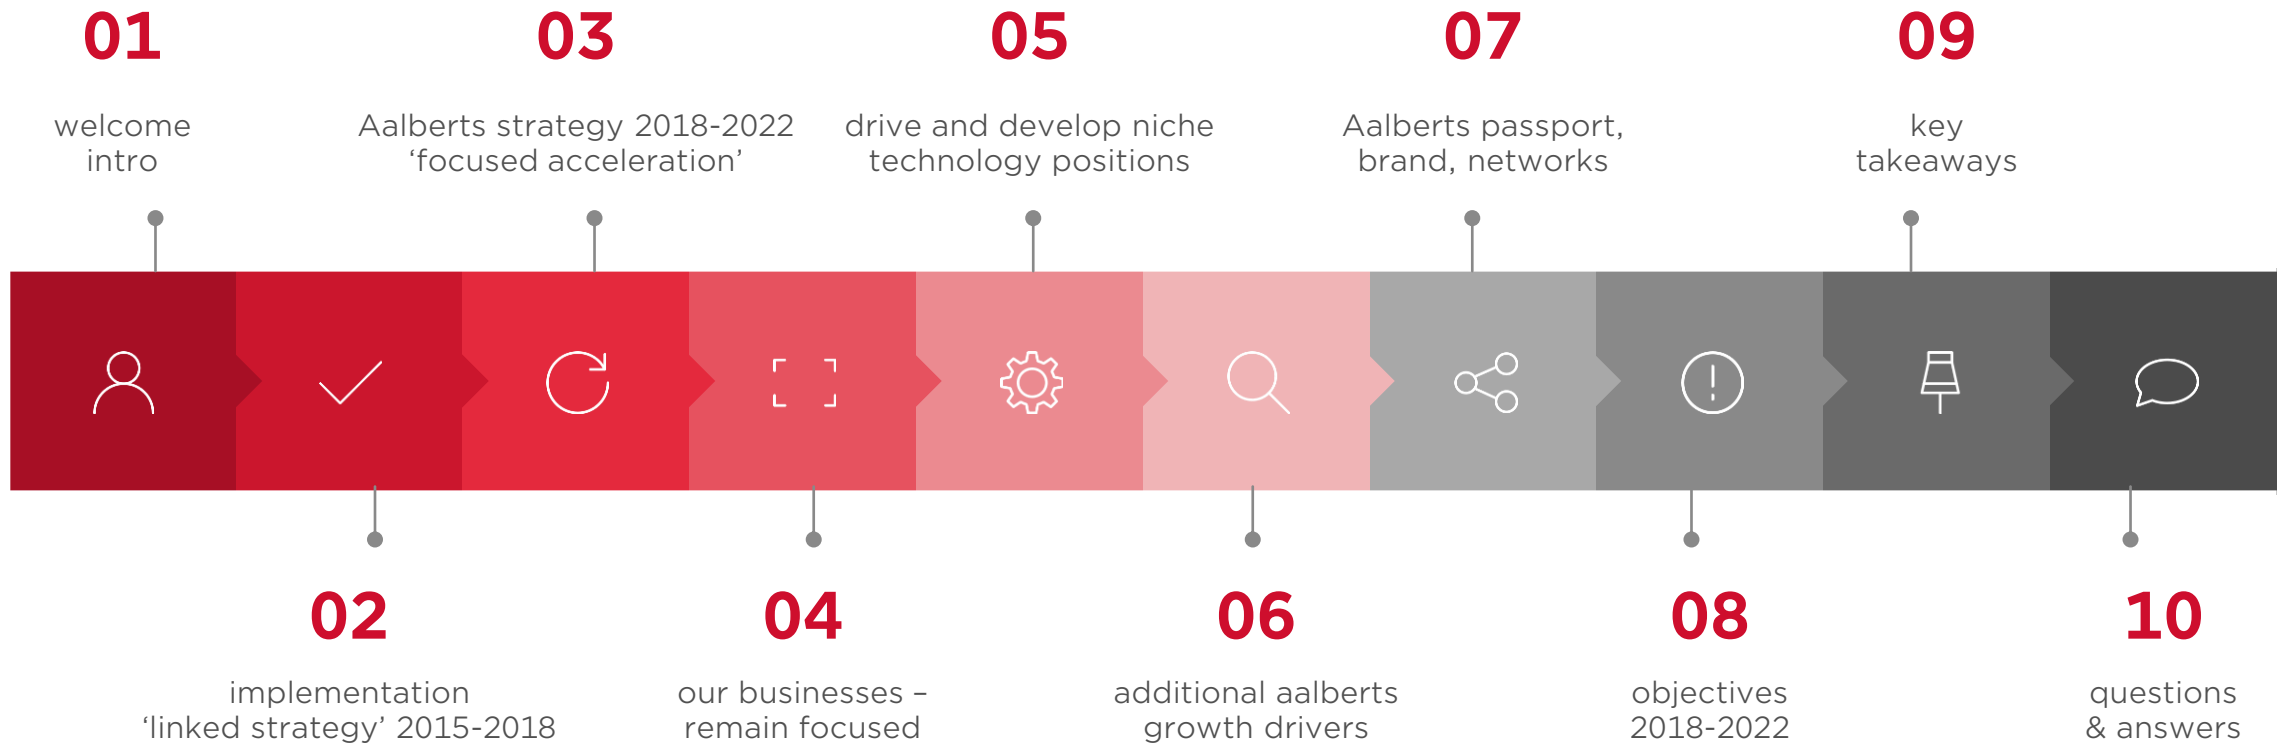 01
welcome
intro
02
implementation
‘linked strategy’ 2015-2018
03
Aalberts strategy 2018-2022
‘focused acceleration’
04
our businesses –
remain focused
05
drive and develop niche
technology positions
06
additional aalberts
growth drivers
07
Aalberts passport,
brand, networks
08
objectives
2018-2022
09
key
takeaways
10
questions
& answers